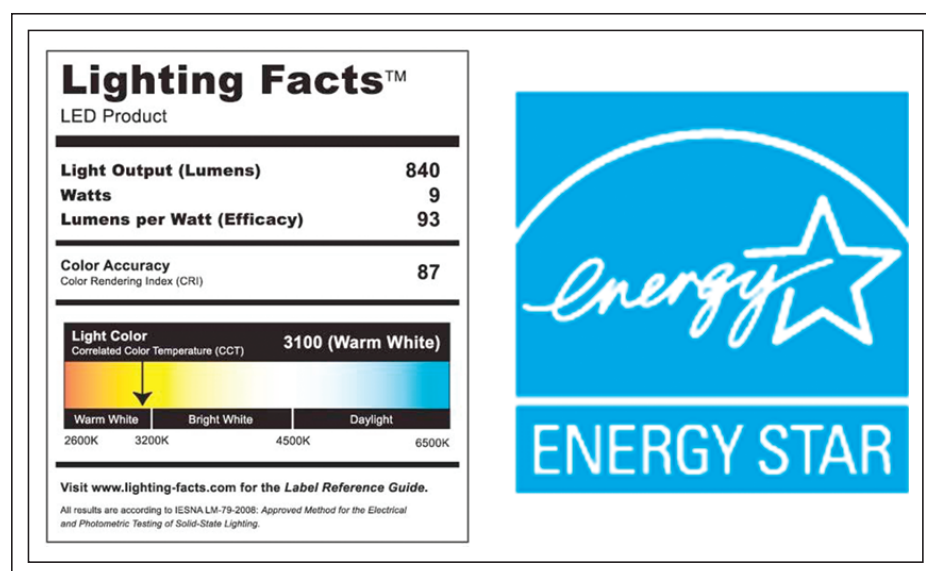 Lighting Facts™
LED Product
Light Output (Lumens) 840
Watts 9
Lumens per Watt (Efficacy) 93
Color Accuracy
Color Rendering Index (CRI) 87
Light Color
Correlated Color Temperature (CCT) 3100 (Warm White)
Warm White Bright White Daylight
2600K 3200K 4500K 6500K
Visit www.lighting-facts.com for the Label Reference Guide.
All results are according to IESNA LM-79-2008: Approved Method for the Electrical
and Photometric Testing of Solid-State Lighting.
energy
ENERGY STAR